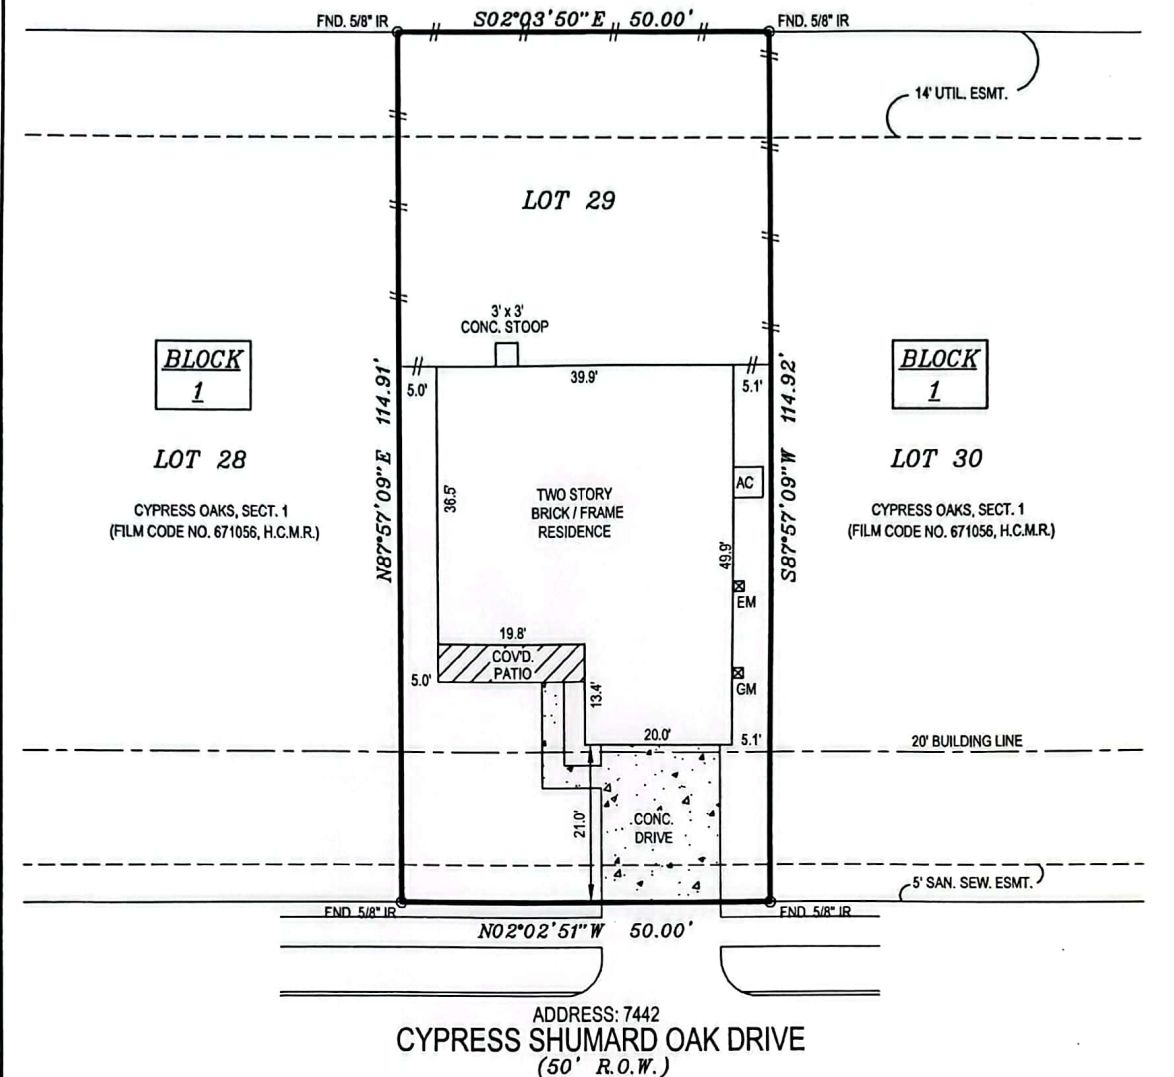 FND. 5/8" IR
S02°03'50"E 50.00'
FND. 5/8" IR
14' UTIL. ESMT.
LOT 29
3' x 3'
CONC. STOOP
BLOCK
1
BLOCK
1
5.0'
39.9'
5.1'
N87°57'09"E 114.91'
S87°57'09"W 114.92'
LOT 28
LOT 30
CYPRESS OAKS, SECT. 1
(FILM CODE NO. 671056, H.C.M.R.)
CYPRESS OAKS, SECT. 1
(FILM CODE NO. 671056, H.C.M.R.)
36.5'
TWO STORY
BRICK / FRAME
RESIDENCE
AC
49.9'
EM
19.8'
COV'D.
PATIO
5.0'
13.4'
GM
20.0'
5.1'
20' BUILDING LINE
21.0'
CONC.
DRIVE
5' SAN. SEW. ESMT.
FND. 5/8" IR
FND. 5/8" IR
N02°02'51"W 50.00'
ADDRESS: 7442
CYPRESS SHUMARD OAK DRIVE
(50' R.O.W.)